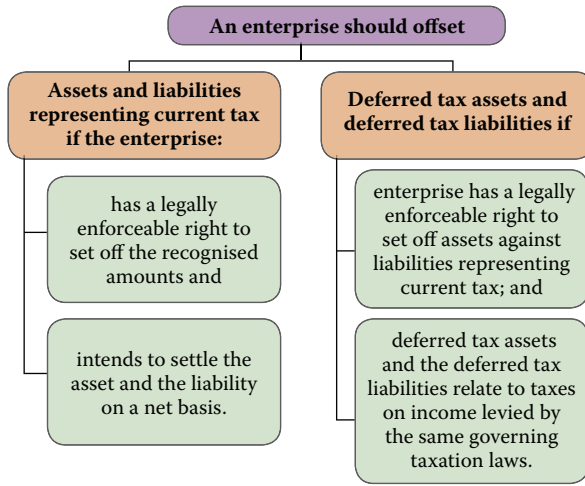 An enterprise should offset
Assets and liabilities
representing current tax
if the enterprise:
has a legally
enforceable right to
set off the recognised
amounts and
intends to settle the
asset and the liability
on a net basis.
Deferred tax assets and
deferred tax liabilities if
enterprise has a legally
enforceable right to
set off assets against
liabilities representing
current tax; and
deferred tax assets
and the deferred tax
liabilities relate to taxes
on income levied by
the same governing
taxation laws.